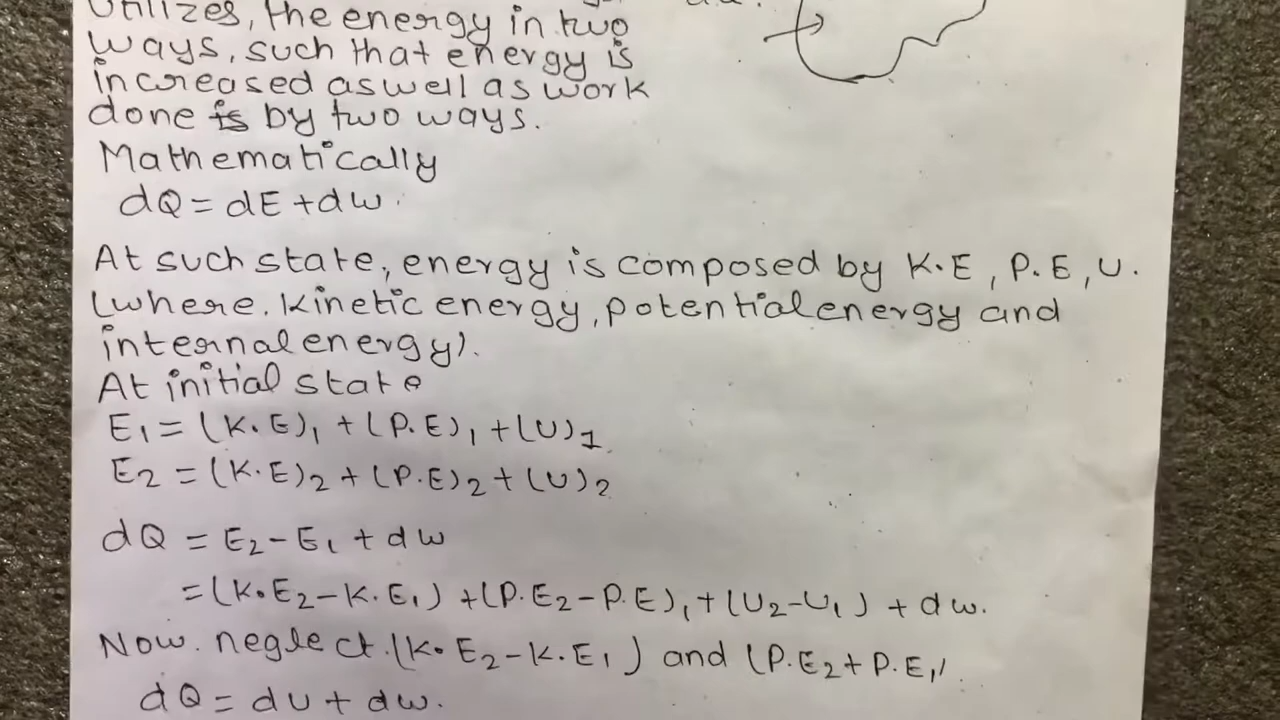 Utilizes, the energy in two
ways, such that energy is
increased aswell as work
done is by two ways.
Mathematically
dQ = dE + dw.
At such state, energy is composed by K.E, P.E, U.
(where. kinetic energy, potential energy and
internal energy).
At initial state
E1 = (K.E)1 + (P.E)1 + (U)1
E2 = (K.E)2 + (P.E)2 + (U)2
dQ = E2 - E1 + dw
= (K.E2 - K.E1) + (P.E2 - P.E)1 + (U2 - U1) + dw.
Now. neglect. (K.E2 - K.E1) and (P.E2 + P.E1)
dQ = du + dw.